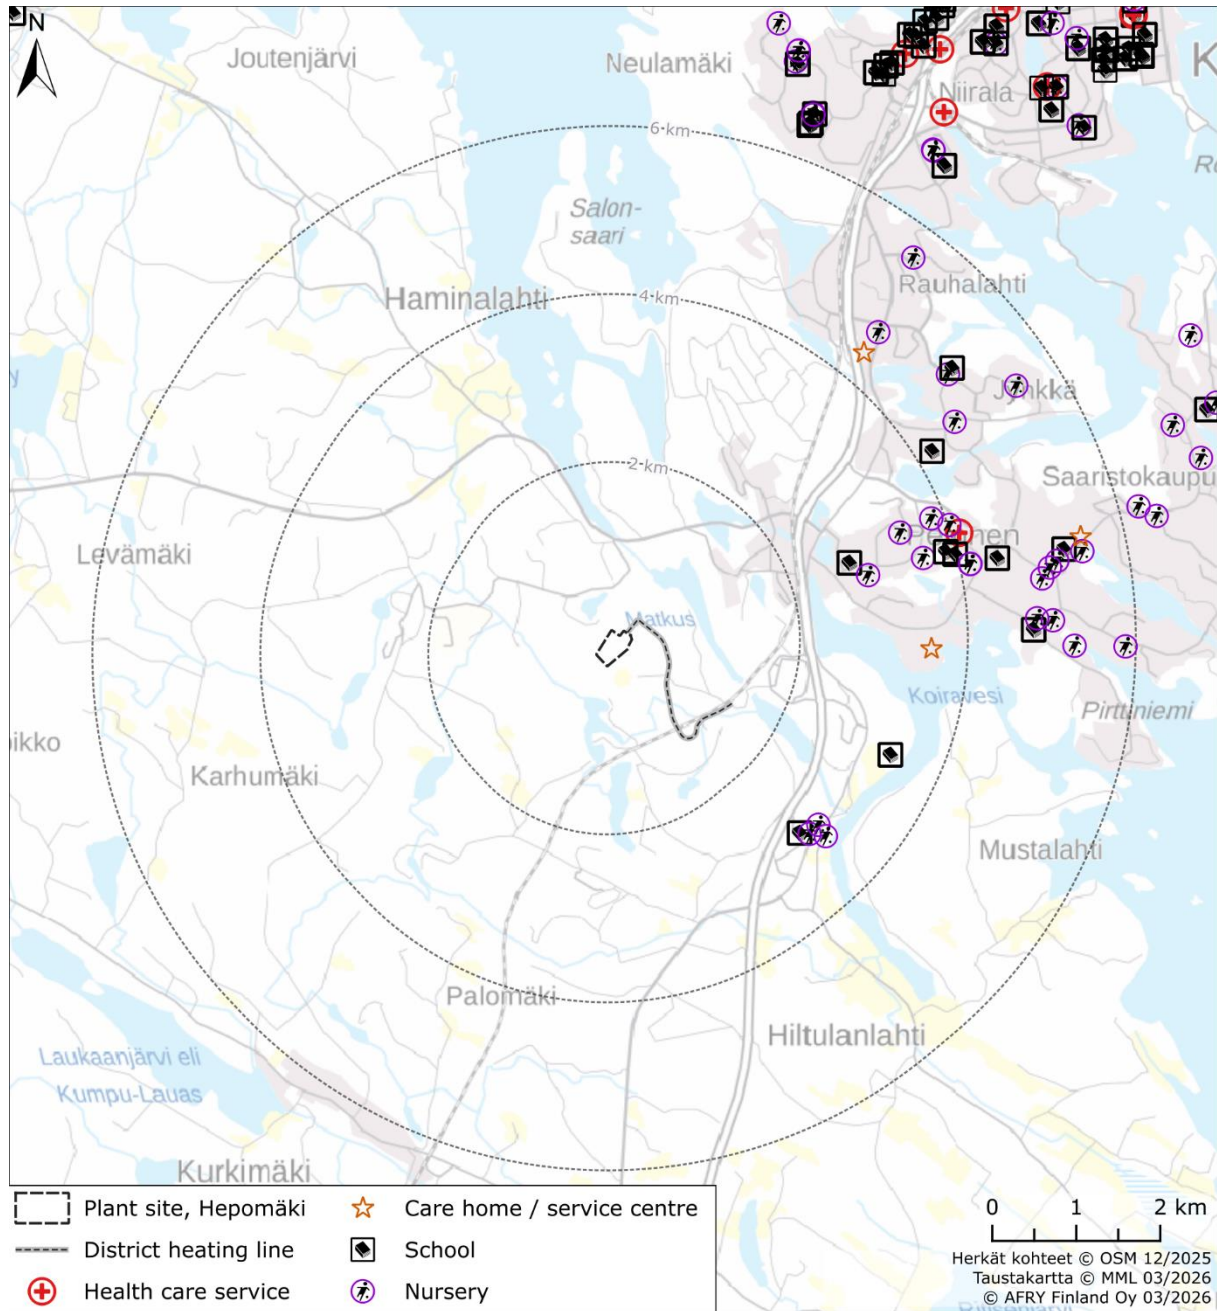 N
Joutenjärvi
Neulamäki
Niirala
K
6 km
Salon-
saari
Rauhalahti
Haminalahti
4 km
Jynkkä
2 km
Saaristokaupu
Levämäki
Matkus
Koiravesi
Pirttiniemi
Karhumäki
Mustalahti
Palomäki
Hiltulanlahti
Laukaanjärvi eli
Kumpu-Lauas
Kurkimäki
Plant site, Hepomäki
Care home / service centre
District heating line
School
Health care service
Nursery
0 1 2 km
Herkät kohteet © OSM 12/2025
Taustakartta © MML 03/2026
© AFRY Finland Oy 03/2026